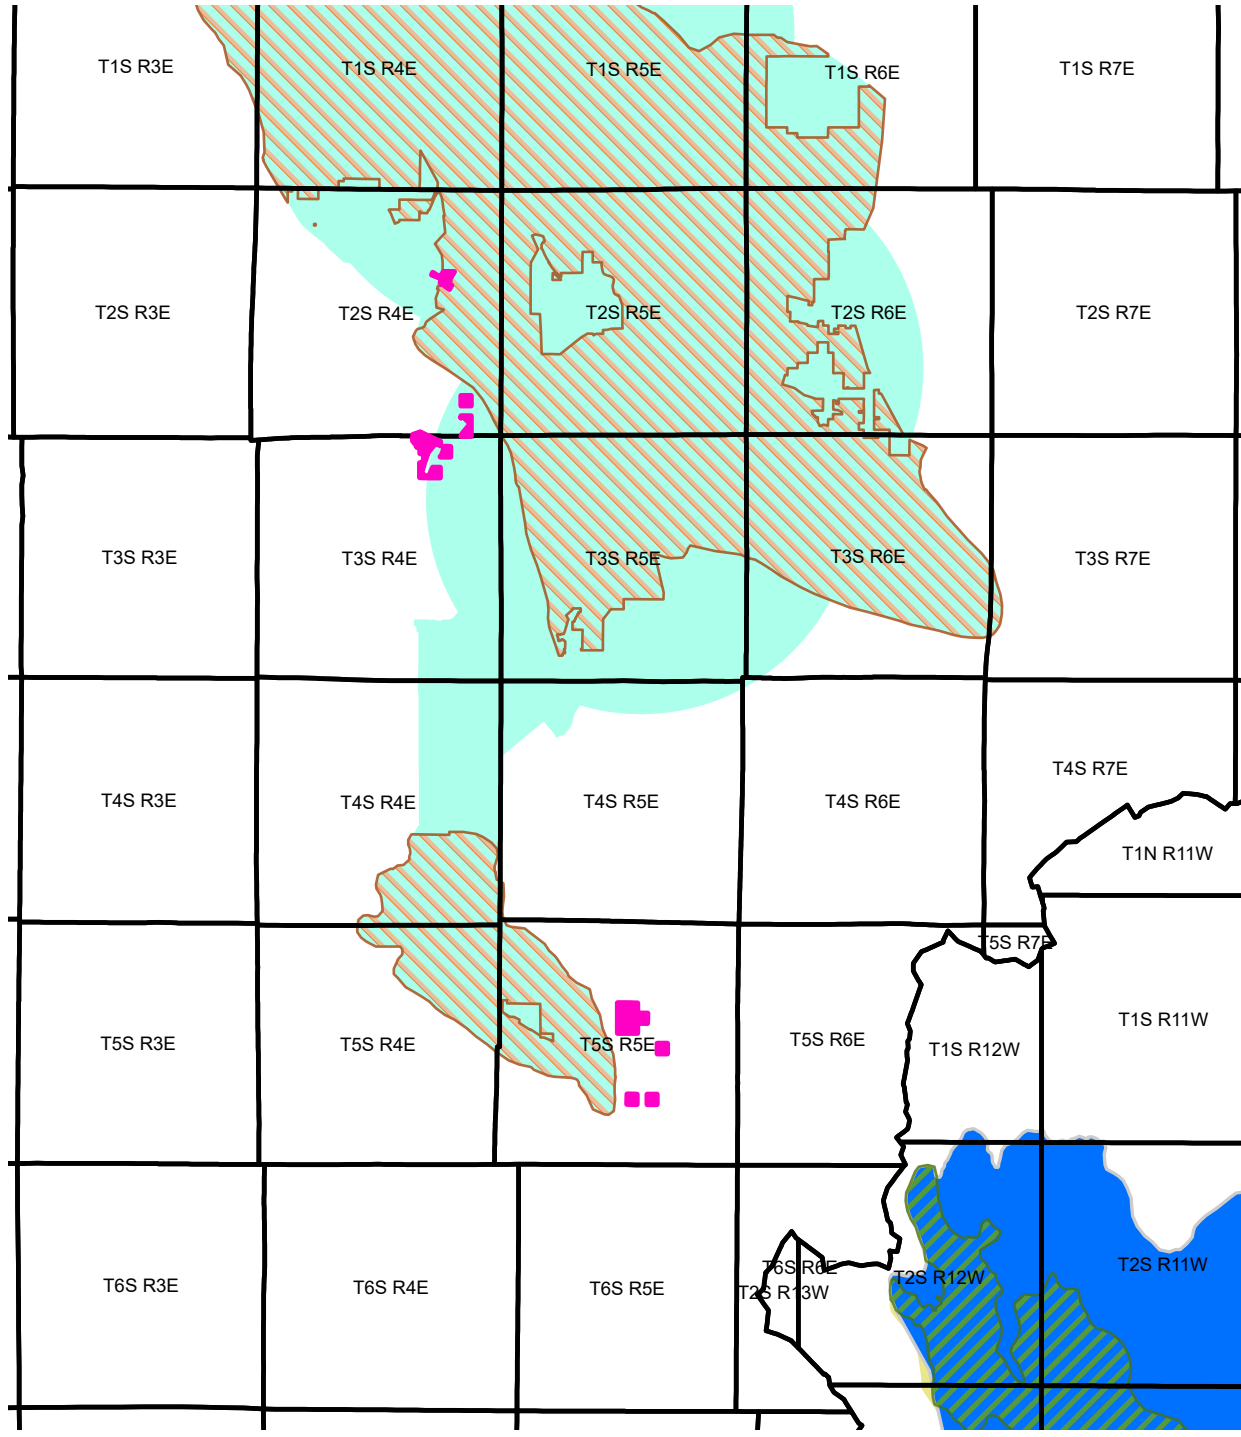 T1S R3E
T1S R4E
T1S R5E
T1S R6E
T1S R7E
T2S R3E
T2S R4E
T2S R5E
T2S R6E
T2S R7E
T3S R3E
T3S R4E
T3S R5E
T3S R6E
T3S R7E
T4S R7E
T4S R3E
T4S R4E
T4S R5E
T4S R6E
T1N R11W
T5S R7E
T1S R11W
T5S R3E
T5S R4E
T5S R5E
T5S R6E
T1S R12W
T2S R11W
T6S R6E
T2S R12W
T6S R3E
T6S R4E
T6S R5E
T2S R13W